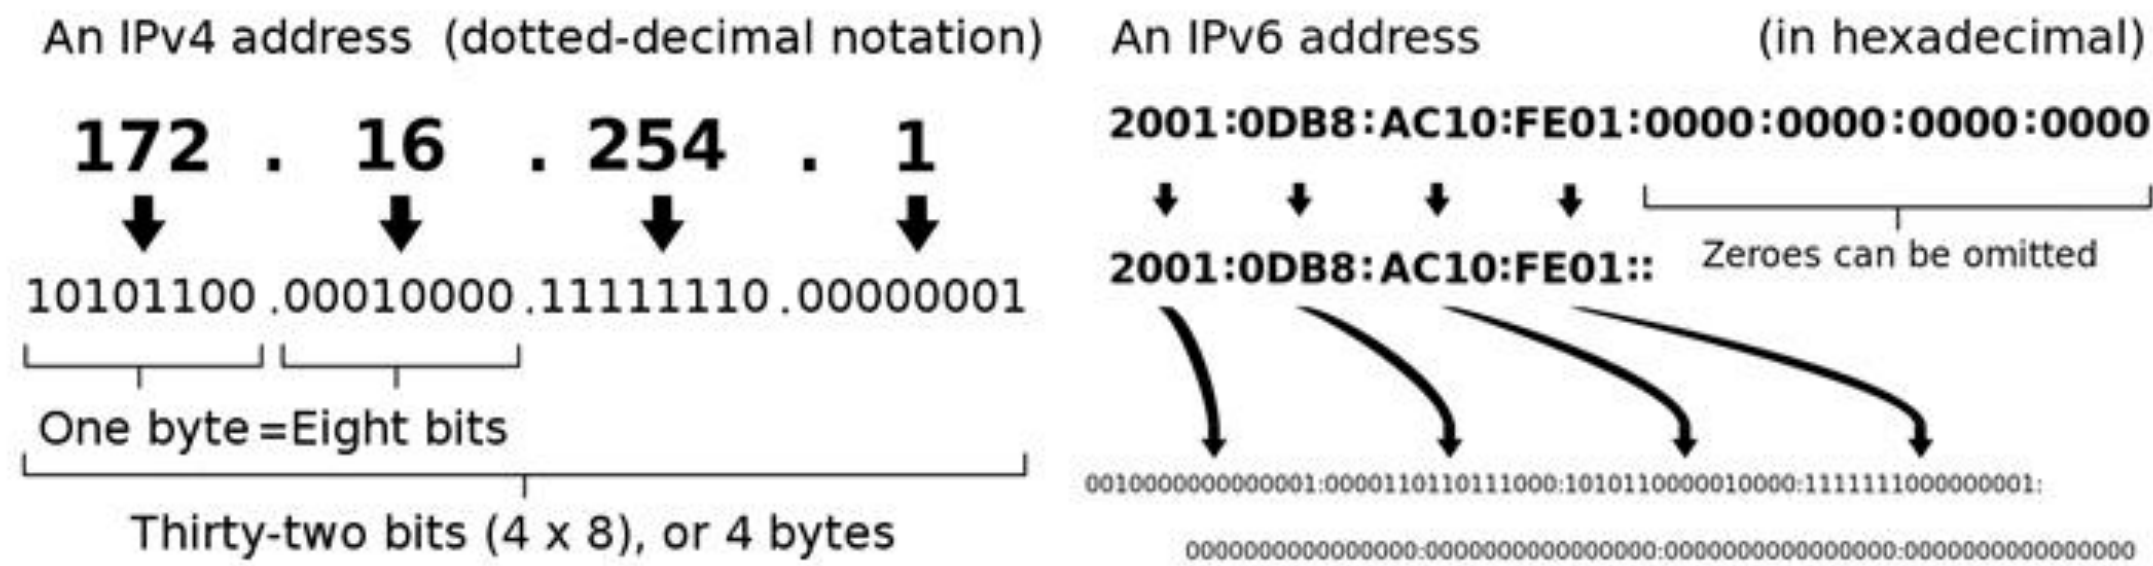 An IPv4 address (dotted-decimal notation)
172 . 16 . 254 . 1
10101100 .00010000 .11111110 .00000001
One byte=Eight bits
Thirty-two bits (4 x 8), or 4 bytes
An IPv6 address (in hexadecimal)
2001:0DB8:AC10:FE01:0000:0000:0000:0000
2001:0DB8:AC10:FE01:: Zeroes can be omitted
0010000000000001:0000110110111000:1010110000010000:1111111000000001:
0000000000000000:0000000000000000:0000000000000000:0000000000000000